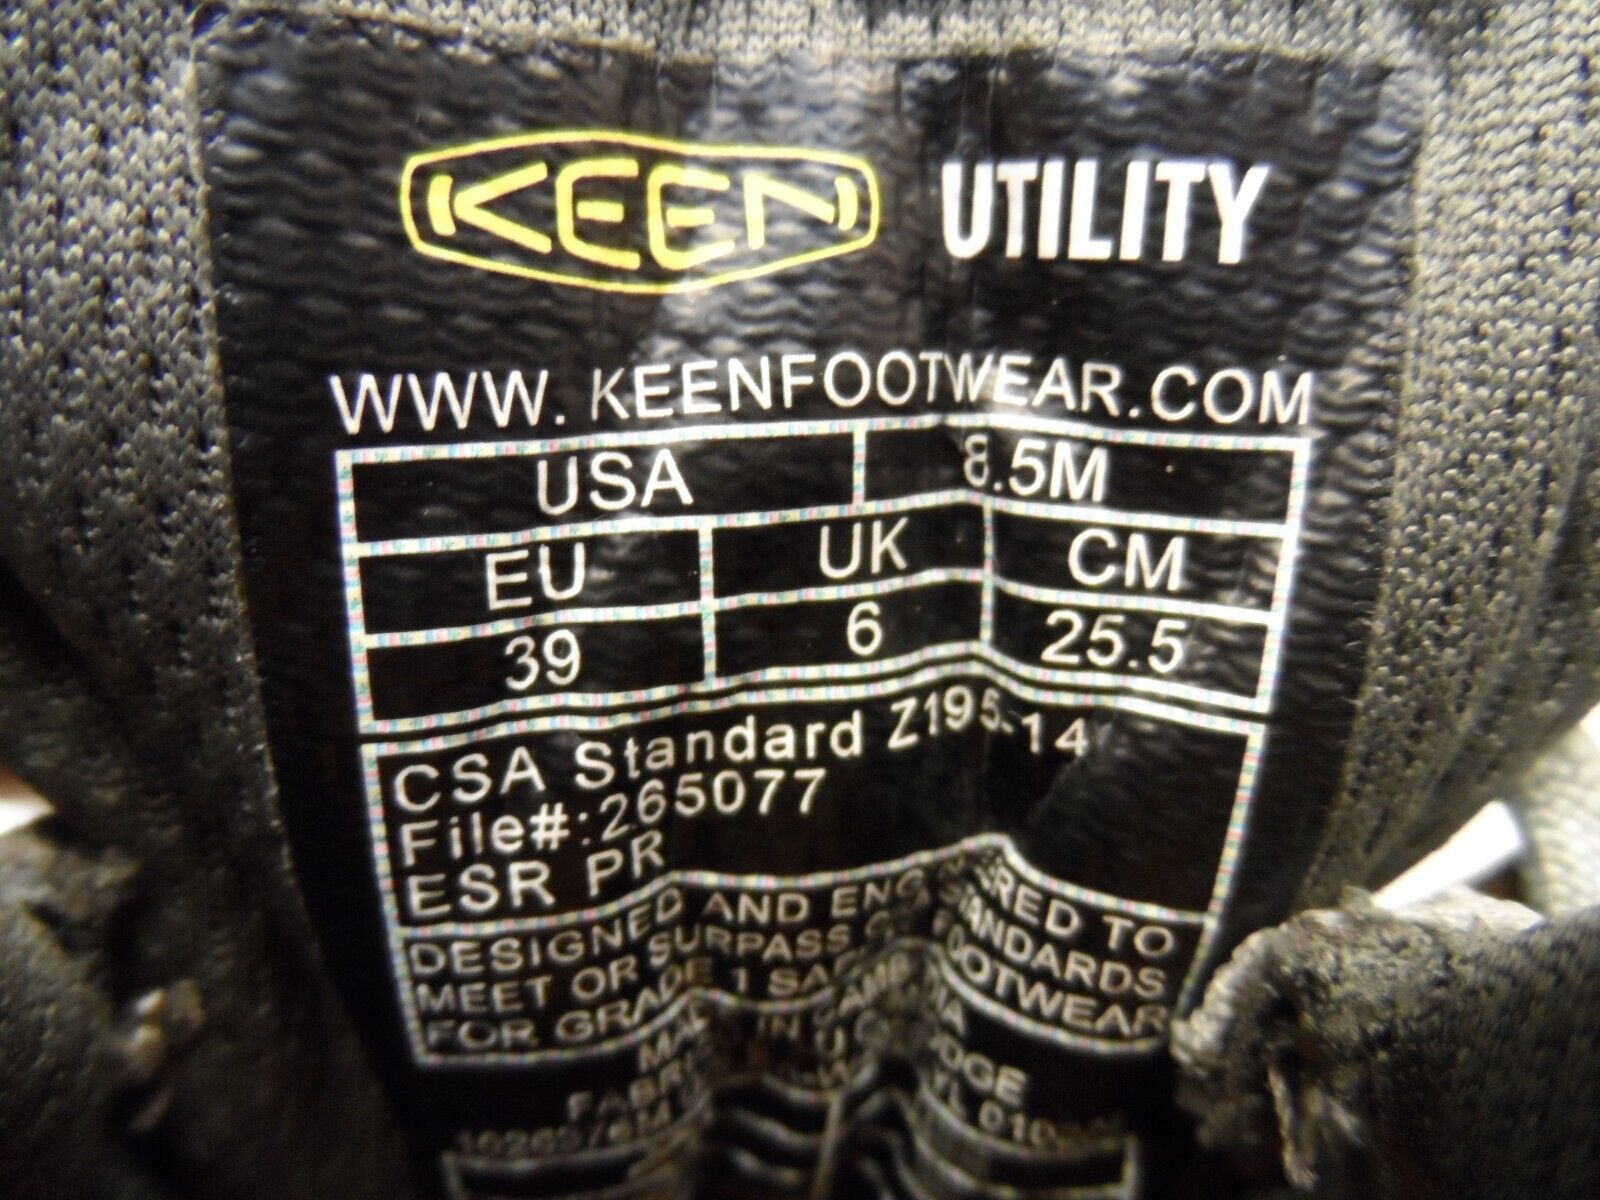 KEEN UTILITY
WWW.KEENFOOTWEAR.COM
USA 8.5M
EU UK CM
39 6 25.5
CSA Standard Z195-14
File#:265077
ESR PR
DESIGNED AND TO
MEET OR SURPASS STANDARDS
FOR GRADE 1 FOOTWEAR
IN